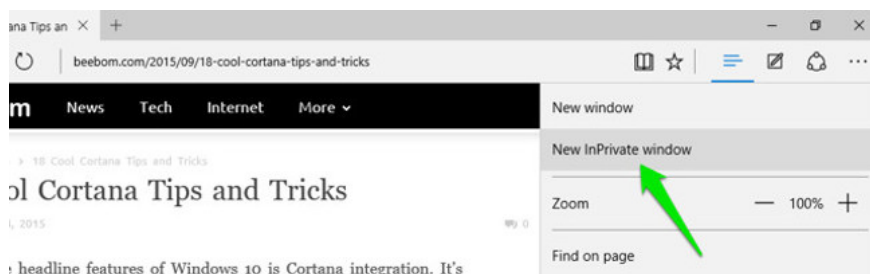 ana Tips an
beebom.com/2015/09/18-cool-cortana-tips-and-tricks
m News Tech Internet More
New window
New InPrivate window
› 18 Cool Cortana Tips and Tricks
ol Cortana Tips and Tricks
, 2015 0
Zoom — 100% +
Find on page
headline features of Windows 10 is Cortana integration. It's